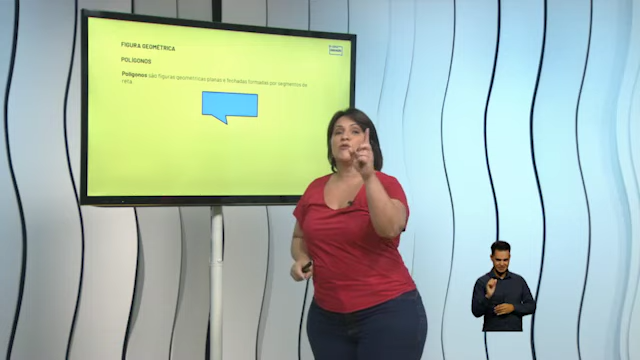 FIGURA GEOMÉTRICA
POLÍGONOS
Polígonos são figuras geométricas planas e fechadas formadas por segmentos de
reta.